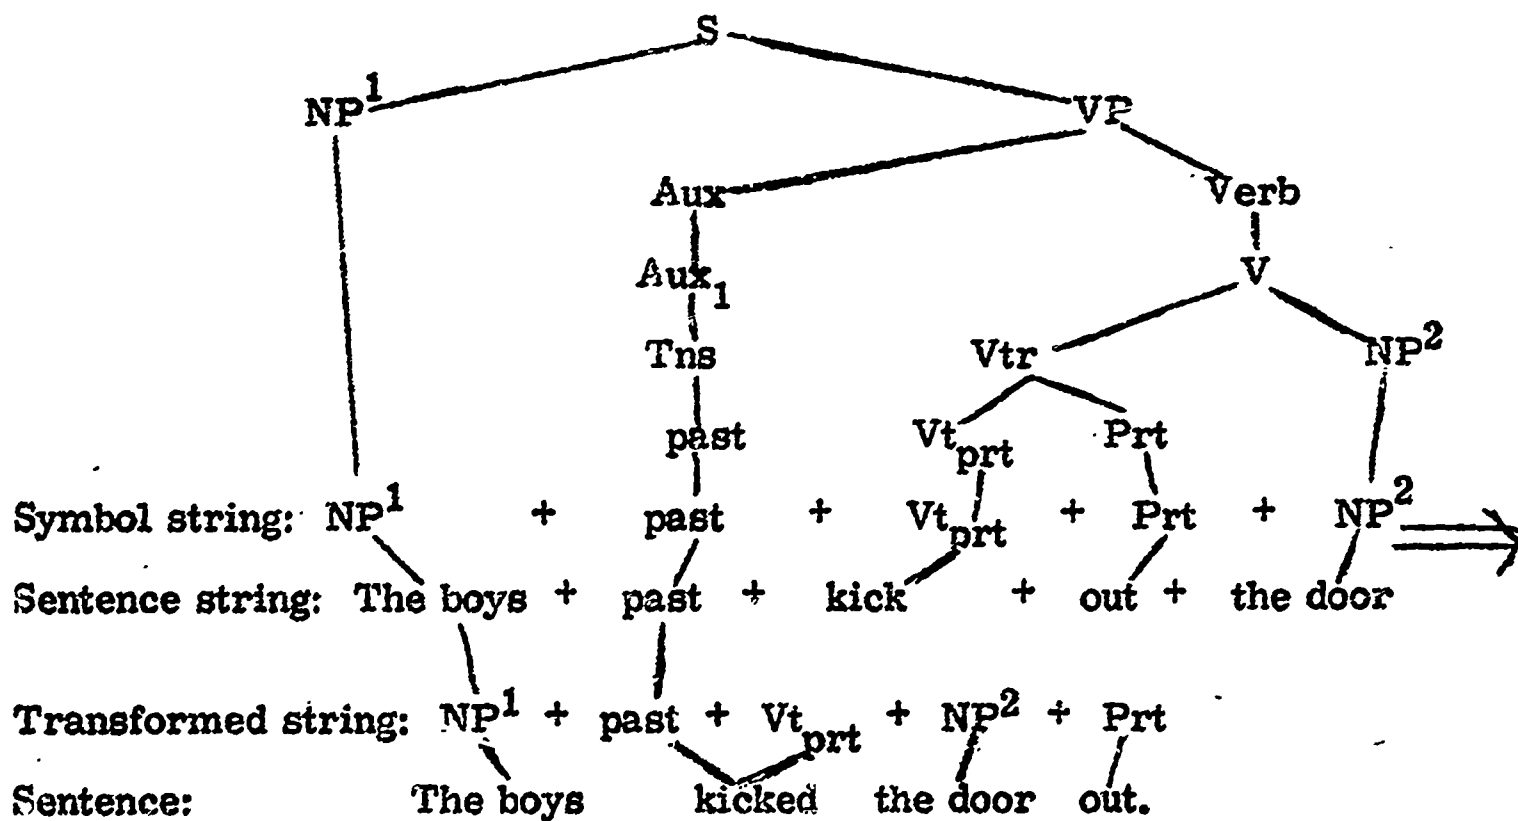 S
NP¹ VP
Aux Verb
Aux₁ V
Tns Vtr NP²
past Vt_prt Prt
Symbol string: NP¹ + past + Vt_prt + Prt + NP²
Sentence string: The boys + past + kick + out + the door
Transformed string: NP¹ + past + Vt_prt + NP² + Prt
Sentence: The boys kicked the door out.